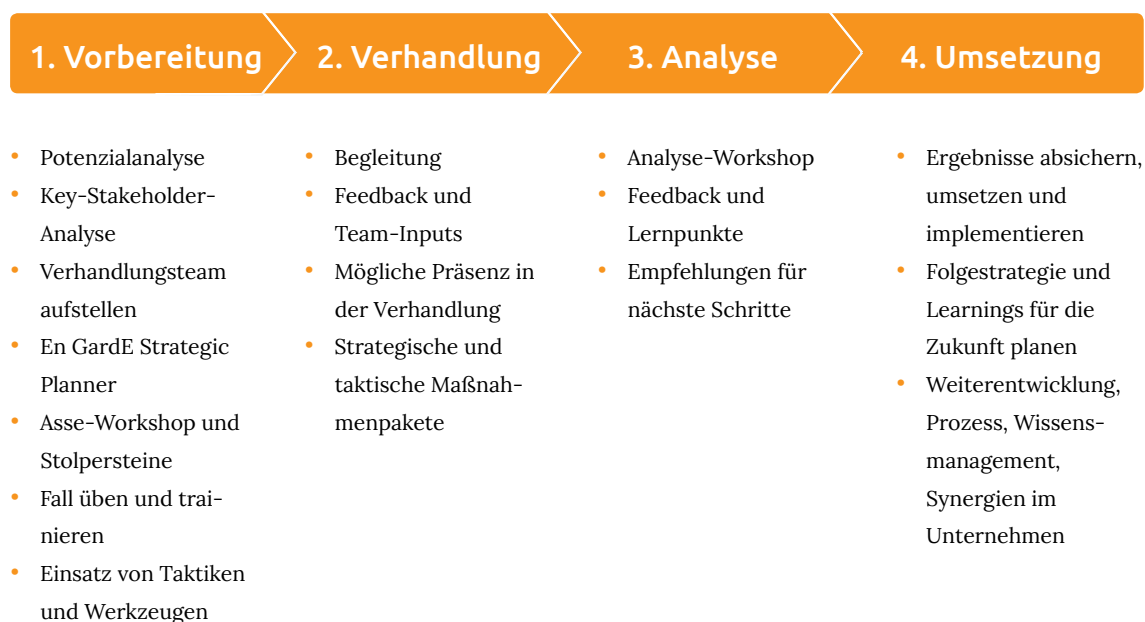 1. Vorbereitung
2. Verhandlung
3. Analyse
4. Umsetzung
• Potenzialanalyse
• Key-Stakeholder-
Analyse
• Verhandlungsteam
aufstellen
• En GardE Strategic
Planner
• Asse-Workshop und
Stolpersteine
• Fall üben und trai-
nieren
• Einsatz von Taktiken
und Werkzeugen
• Begleitung
• Feedback und
Team-Inputs
• Mögliche Präsenz in
der Verhandlung
• Strategische und
taktische Maßnah-
menpakete
• Analyse-Workshop
• Feedback und
Lernpunkte
• Empfehlungen für
nächste Schritte
• Ergebnisse absichern,
umsetzen und
implementieren
• Folgestrategie und
Learnings für die
Zukunft planen
• Weiterentwicklung,
Prozess, Wissens-
management,
Synergien im
Unternehmen